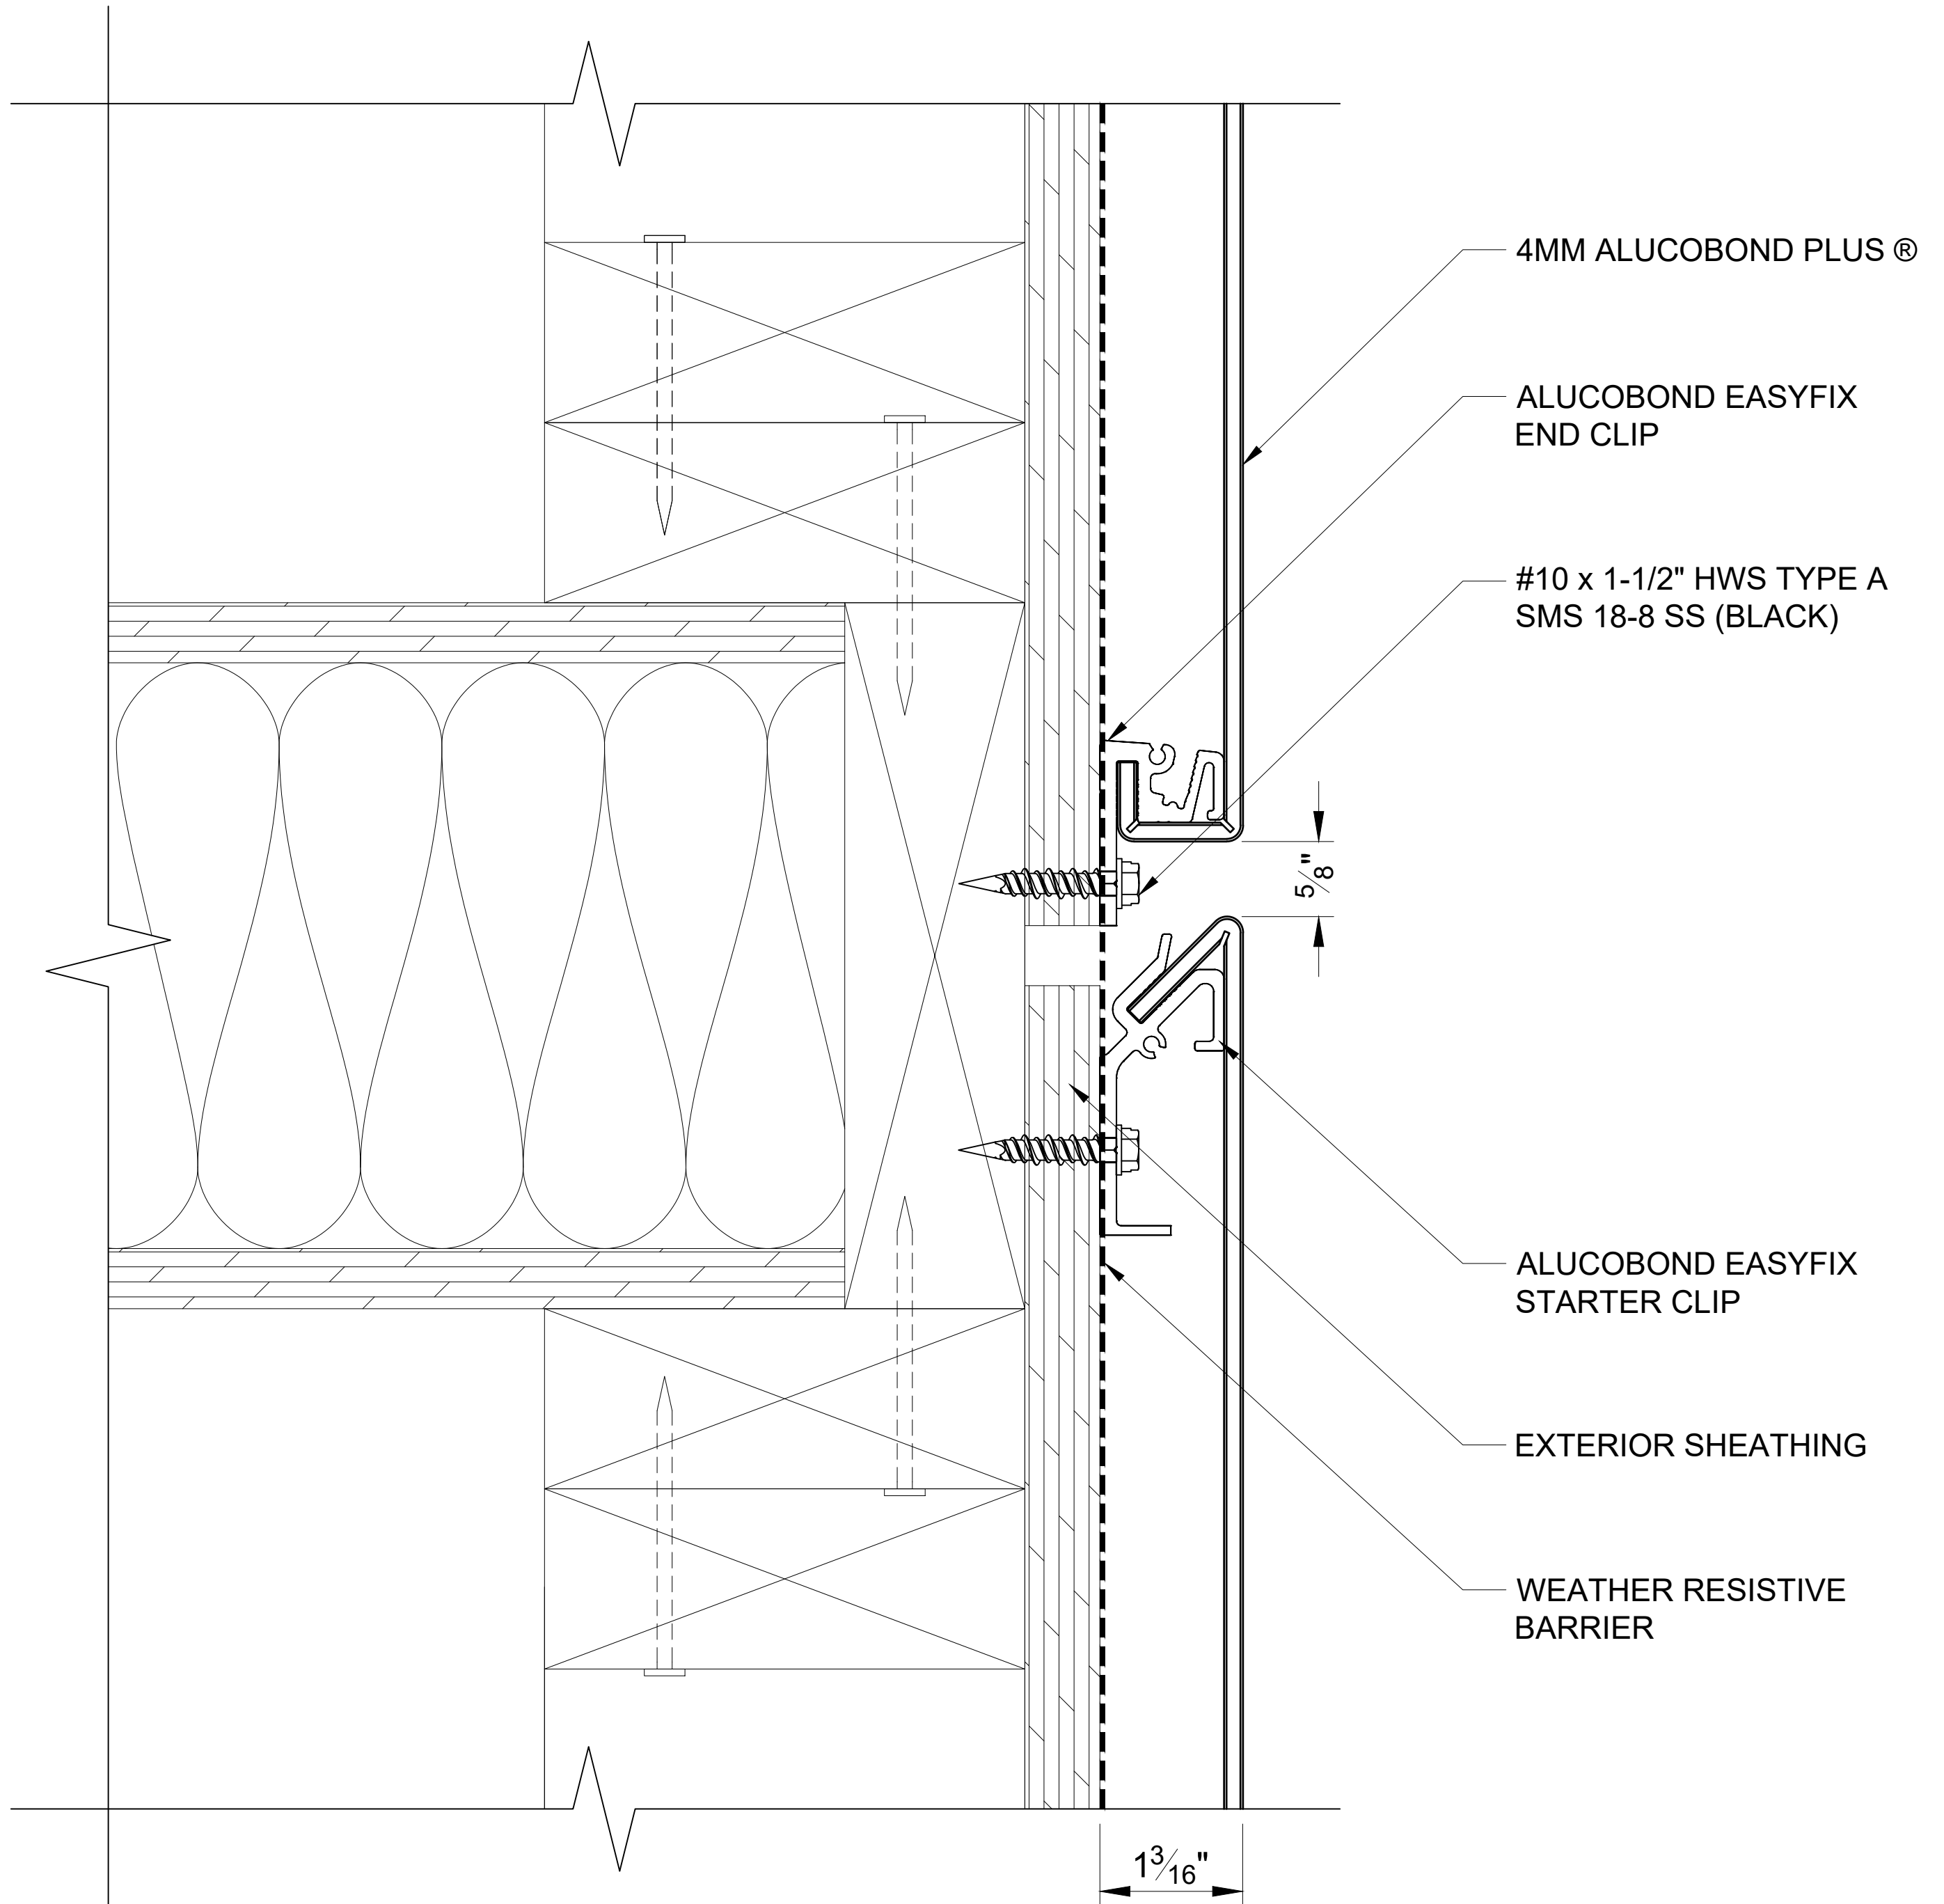 4MM ALUCOBOND PLUS ®
ALUCOBOND EASYFIX
END CLIP
#10 x 1-1/2" HWS TYPE A
SMS 18-8 SS (BLACK)
5/8"
ALUCOBOND EASYFIX
STARTER CLIP
EXTERIOR SHEATHING
WEATHER RESISTIVE
BARRIER
1 3/16"